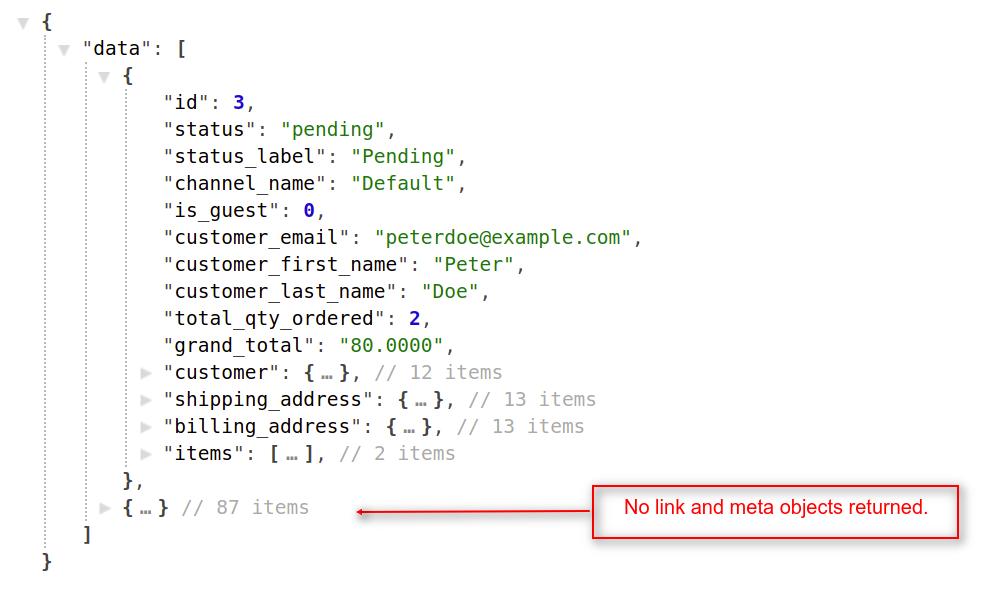 {
"data": [
{
"id": 3,
"status": "pending",
"status_label": "Pending",
"channel_name": "Default",
"is_guest": 0,
"customer_email": "peterdoe@example.com",
"customer_first_name": "Peter",
"customer_last_name": "Doe",
"total_qty_ordered": 2,
"grand_total": "80.0000",
"customer": { … }, // 12 items
"shipping_address": { … }, // 13 items
"billing_address": { … }, // 13 items
"items": [ … ], // 2 items
},
{ … } // 87 items
No link and meta objects returned.
]
}